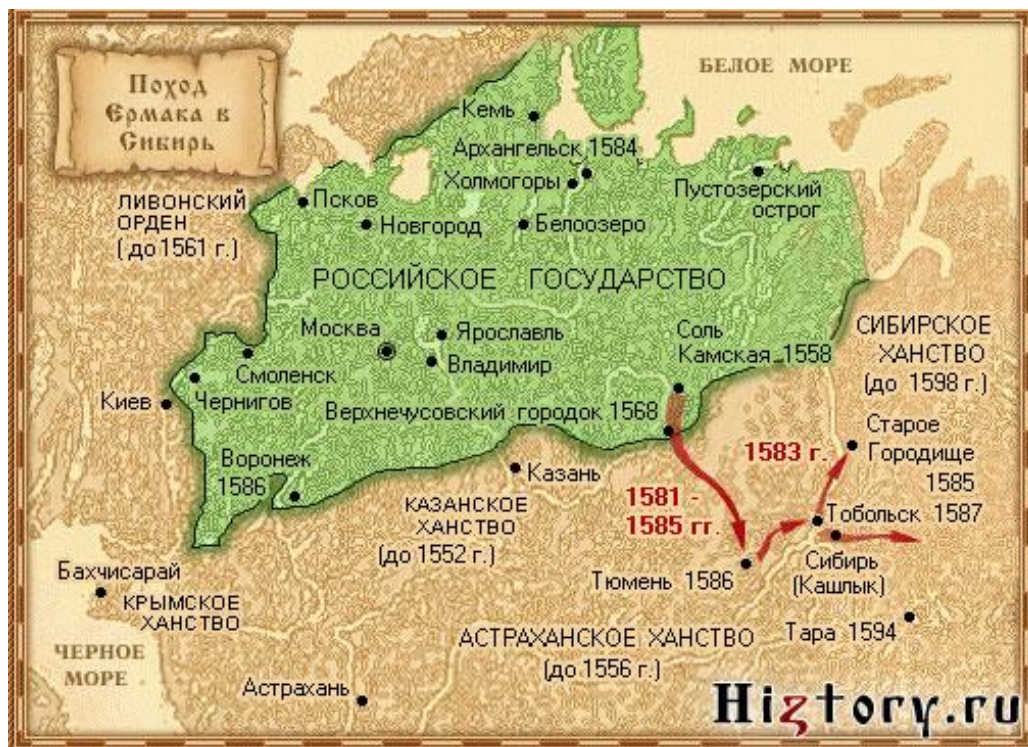 Поход
Ермака в
Сибирь
БЕЛОЕ МОРЕ
Кемь
Архангельск 1584
Холмогоры
Пустозерский
острог
ЛИВОНСКИЙ
ОРДЕН
(до 1561 г.)
Псков
Новгород
Белоозеро
РОССИЙСКОЕ ГОСУДАРСТВО
Москва
Ярославль
Владимир
Соль
Камская 1558
СИБИРСКОЕ
ХАНСТВО
(до 1598 г.)
Смоленск
Киев
Чернигов
Верхнечусовский городок 1568
Старое
Городище
1585
1583 г.
Воронеж
1586
Казань
КАЗАНСКОЕ
ХАНСТВО
(до 1552 г.)
1581 -
1585 гг.
Тобольск 1587
Сибирь
(Кашлык)
Тюмень 1586
Бахчисарай
КРЫМСКОЕ
ХАНСТВО
АСТРАХАНСКОЕ ХАНСТВО
(до 1556 г.)
Тара 1594
ЧЕРНОЕ
МОРЕ
Астрахань
Hiztory.ru